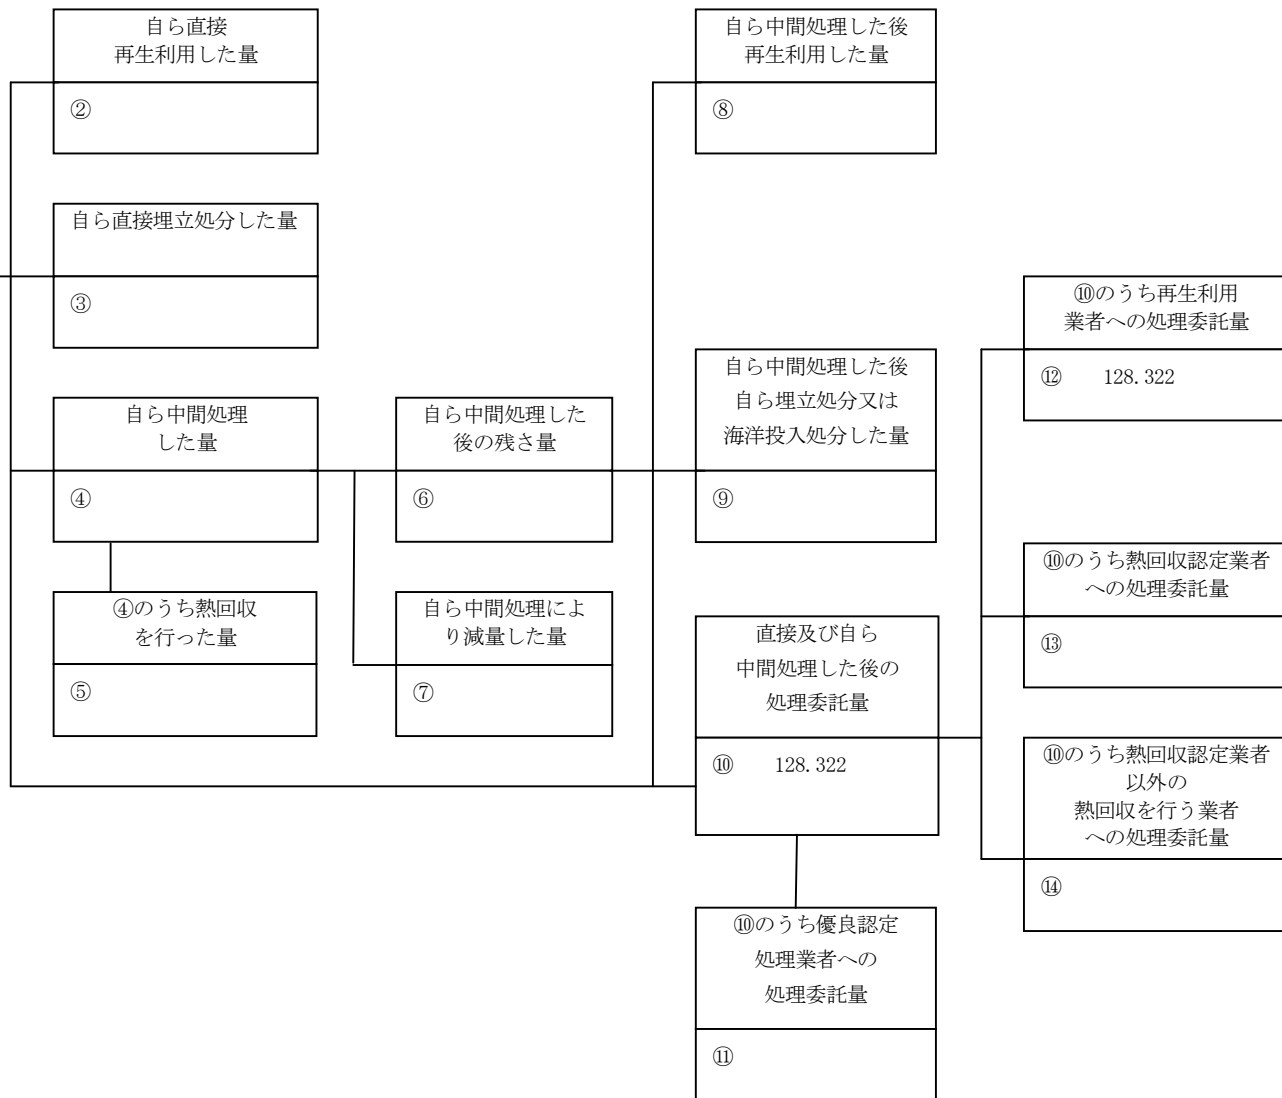 自ら直接
再生利用した量
②
自ら直接埋立処分した量
③
自ら中間処理
した量
④
④のうち熱回収
を行った量
⑤
自ら中間処理した
後の残さ量
⑥
自ら中間処理によ
り減量した量
⑦
自ら中間処理した後
再生利用した量
⑧
自ら中間処理した後
自ら埋立処分又は
海洋投入処分した量
⑨
直接及び自ら
中間処理した後の
処理委託量
⑩ 128.322
⑩のうち優良認定
処理業者への
処理委託量
⑪
⑩のうち再生利用
業者への処理委託量
⑫ 128.322
⑩のうち熱回収認定業者
への処理委託量
⑬
⑩のうち熱回収認定業者
以外の
熱回収を行う業者
への処理委託量
⑭